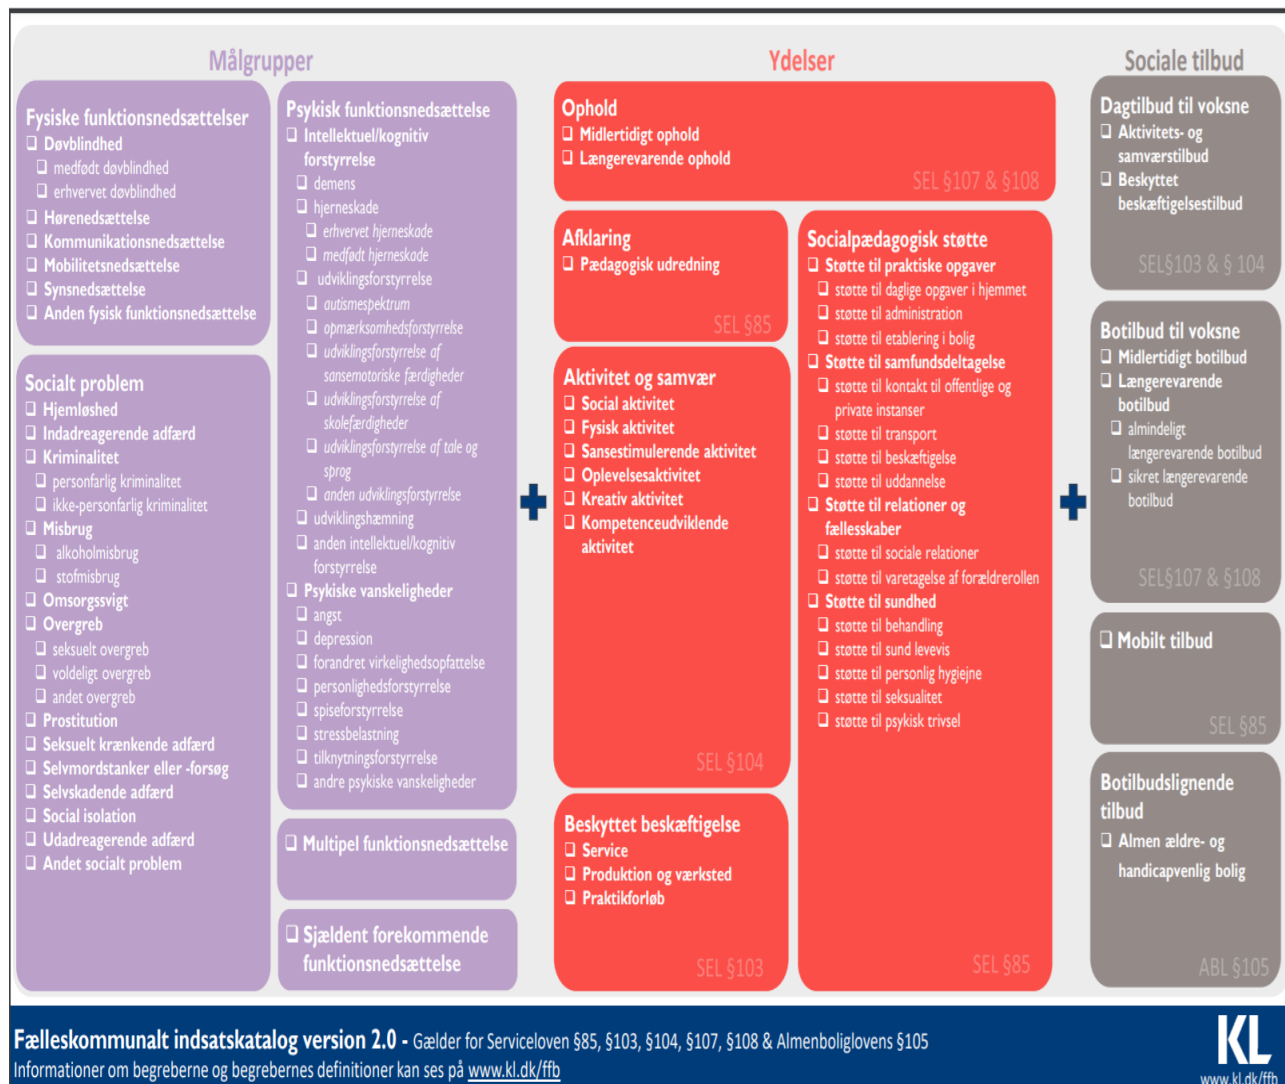 Målgrupper
Fysiske funktionsnedsættelser
❑ Døvblindhed
❑ medfødt døvblindhed
❑ erhvervet døvblindhed
❑ Hørenedsættelse
❑ Kommunikationsnedsættelse
❑ Mobilitetsnedsættelse
❑ Synsnedsættelse
❑ Anden fysisk funktionsnedsættelse
Socialt problem
❑ Hjemløshed
❑ Indadreagerende adfærd
❑ Kriminalitet
❑ personfarlig kriminalitet
❑ ikke-personfarlig kriminalitet
❑ Misbrug
❑ alkoholmisbrug
❑ stofmisbrug
❑ Omsorgssvigt
❑ Overgreb
❑ seksuelt overgreb
❑ voldeligt overgreb
❑ andet overgreb
❑ Prostitution
❑ Seksuelt krænkende adfærd
❑ Selvmordstanker eller -forsøg
❑ Selvskadende adfærd
❑ Social isolation
❑ Udadreagerende adfærd
❑ Andet socialt problem
Psykisk funktionsnedsættelse
❑ Intellektuel/kognitiv
forstyrrelse
❑ demens
❑ hjerneskade
❑ erhvervet hjerneskade
❑ medfødt hjerneskade
❑ udviklingforstyrrelse
❑ autismespektrum
❑ opmærksomhedsforstyrrelse
❑ udviklingsforstyrrelse af
sansemotoriske færdigheder
❑ udviklingsforstyrrelse af
skolefærdigheder
❑ udviklingsforstyrrelse af tale og
sprog
❑ anden udviklingsforstyrrelse
❑ udviklingshæmning
❑ anden intellektuel/kognitiv
forstyrrelse
❑ Psykiske vanskeligheder
❑ angst
❑ depression
❑ forandret virkelighedsopfattelse
❑ personlighedsforstyrrelse
❑ spiseforstyrrelse
❑ stressbelastning
❑ tilknytningsforstyrrelse
❑ andre psykiske vanskeligheder
❑ Multipel funktionsnedsættelse
❑ Sjældent forekommende
funktionsnedsættelse
Ydelser
Ophold
❑ Midlertidigt ophold
❑ Længerevarende ophold
SEL §107 & §108
Afklaring
❑ Pædagogisk udredning
SEL §85
Aktivitet og samvær
❑ Social aktivitet
❑ Fysisk aktivitet
❑ Sansestimulerende aktivitet
❑ Oplevelsesaktivitet
❑ Kreativ aktivitet
❑ Kompetenceudviklende
aktivitet
SEL §104
Beskyttet beskæftigelse
❑ Service
❑ Produktion og værksted
❑ Praktikforløb
SEL §103
Socialpædagogisk støtte
❑ Støtte til praktiske opgaver
❑ støtte til daglige opgaver i hjemmet
❑ støtte til administration
❑ støtte til etablering i bolig
❑ Støtte til samfundsdeltagelse
❑ støtte til kontakt til offentlige og
private instanser
❑ støtte til transport
❑ støtte til beskæftigelse
❑ støtte til uddannelse
❑ Støtte til relationer og
fællesskaber
❑ støtte til sociale relationer
❑ støtte til varetagelse af forældrerollen
❑ Støtte til sundhed
❑ støtte til behandling
❑ støtte til sund levevis
❑ støtte til personlig hygiejne
❑ støtte til seksualitet
❑ støtte til psykisk trivsel
SEL §85
Sociale tilbud
Dagtilbud til voksne
❑ Aktivitets- og
samværstilbud
❑ Beskyttet
beskæftigelsestilbud
SEL§103 & § 104
Botilbud til voksne
❑ Midlertidigt botilbud
❑ Længerevarende
botilbud
❑ almindeligt
længerevarende botilbud
❑ sikret længerevarende
botilbud
SEL§107 & §108
❑ Mobilt tilbud
SEL §85
Botilbudslignende
tilbud
❑ Almen ældre- og
handicapvenlig bolig
ABL §105
Fælleskommunalt indsatskatalog version 2.0 - Gælder for Serviceloven §85, §103, §104, §107, §108 & Almenboliglovens §105
Informationer om begreberne og begrebernes definitioner kan ses på www.kl.dk/ffb
KL
www.kl.dk/ffb